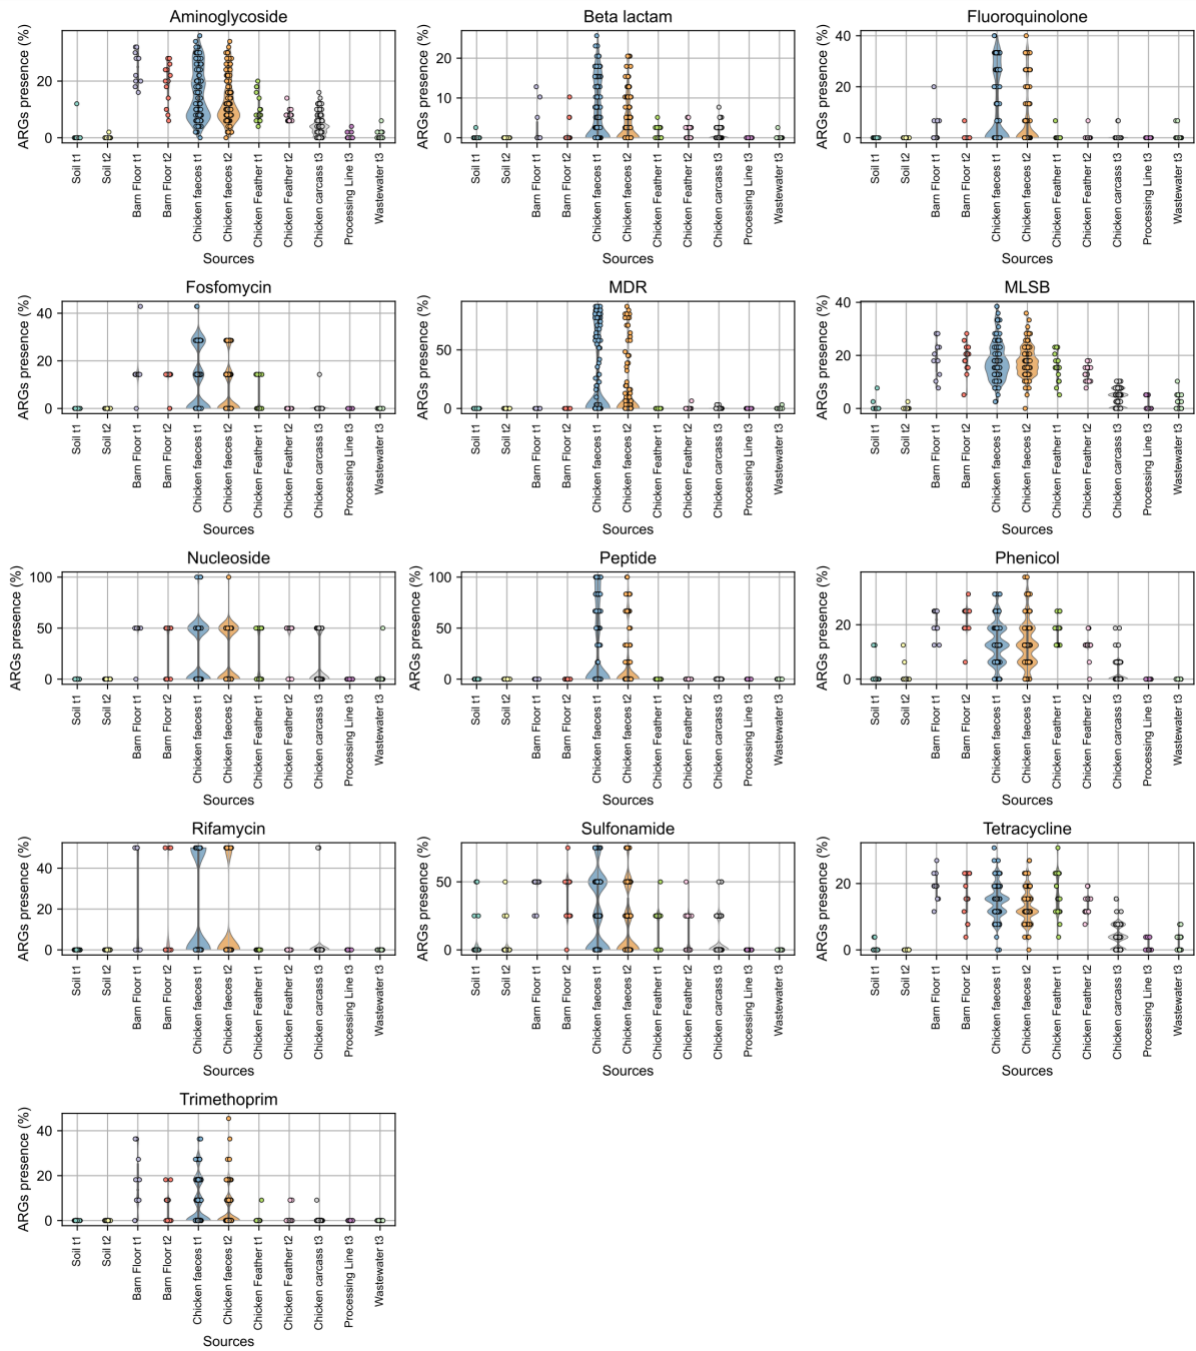 Aminoglycoside
ARGs presence (%)
20
0
Soil t1
Soil t2
Barn Floor t1
Barn Floor t2
Chicken faeces t1
Chicken faeces t2
Chicken Feather t1
Chicken Feather t2
Chicken carcass t3
Processing Line t3
Wastewater t3
Sources
Beta lactam
ARGs presence (%)
20
10
0
Soil t1
Soil t2
Barn Floor t1
Barn Floor t2
Chicken faeces t1
Chicken faeces t2
Chicken Feather t1
Chicken Feather t2
Chicken carcass t3
Processing Line t3
Wastewater t3
Sources
Fluoroquinolone
ARGs presence (%)
40
20
0
Soil t1
Soil t2
Barn Floor t1
Barn Floor t2
Chicken faeces t1
Chicken faeces t2
Chicken Feather t1
Chicken Feather t2
Chicken carcass t3
Processing Line t3
Wastewater t3
Sources
Fosfomycin
ARGs presence (%)
40
20
0
Soil t1
Soil t2
Barn Floor t1
Barn Floor t2
Chicken faeces t1
Chicken faeces t2
Chicken Feather t1
Chicken Feather t2
Chicken carcass t3
Processing Line t3
Wastewater t3
Sources
MDR
ARGs presence (%)
50
0
Soil t1
Soil t2
Barn Floor t1
Barn Floor t2
Chicken faeces t1
Chicken faeces t2
Chicken Feather t1
Chicken Feather t2
Chicken carcass t3
Processing Line t3
Wastewater t3
Sources
MLSB
ARGs presence (%)
40
20
0
Soil t1
Soil t2
Barn Floor t1
Barn Floor t2
Chicken faeces t1
Chicken faeces t2
Chicken Feather t1
Chicken Feather t2
Chicken carcass t3
Processing Line t3
Wastewater t3
Sources
Nucleoside
ARGs presence (%)
100
50
0
Soil t1
Soil t2
Barn Floor t1
Barn Floor t2
Chicken faeces t1
Chicken faeces t2
Chicken Feather t1
Chicken Feather t2
Chicken carcass t3
Processing Line t3
Wastewater t3
Sources
Peptide
ARGs presence (%)
100
50
0
Soil t1
Soil t2
Barn Floor t1
Barn Floor t2
Chicken faeces t1
Chicken faeces t2
Chicken Feather t1
Chicken Feather t2
Chicken carcass t3
Processing Line t3
Wastewater t3
Sources
Phenicol
ARGs presence (%)
20
0
Soil t1
Soil t2
Barn Floor t1
Barn Floor t2
Chicken faeces t1
Chicken faeces t2
Chicken Feather t1
Chicken Feather t2
Chicken carcass t3
Processing Line t3
Wastewater t3
Sources
Rifamycin
ARGs presence (%)
40
20
0
Soil t1
Soil t2
Barn Floor t1
Barn Floor t2
Chicken faeces t1
Chicken faeces t2
Chicken Feather t1
Chicken Feather t2
Chicken carcass t3
Processing Line t3
Wastewater t3
Sources
Sulfonamide
ARGs presence (%)
50
0
Soil t1
Soil t2
Barn Floor t1
Barn Floor t2
Chicken faeces t1
Chicken faeces t2
Chicken Feather t1
Chicken Feather t2
Chicken carcass t3
Processing Line t3
Wastewater t3
Sources
Tetracycline
ARGs presence (%)
20
0
Soil t1
Soil t2
Barn Floor t1
Barn Floor t2
Chicken faeces t1
Chicken faeces t2
Chicken Feather t1
Chicken Feather t2
Chicken carcass t3
Processing Line t3
Wastewater t3
Sources
Trimethoprim
ARGs presence (%)
40
20
0
Soil t1
Soil t2
Barn Floor t1
Barn Floor t2
Chicken faeces t1
Chicken faeces t2
Chicken Feather t1
Chicken Feather t2
Chicken carcass t3
Processing Line t3
Wastewater t3
Sources